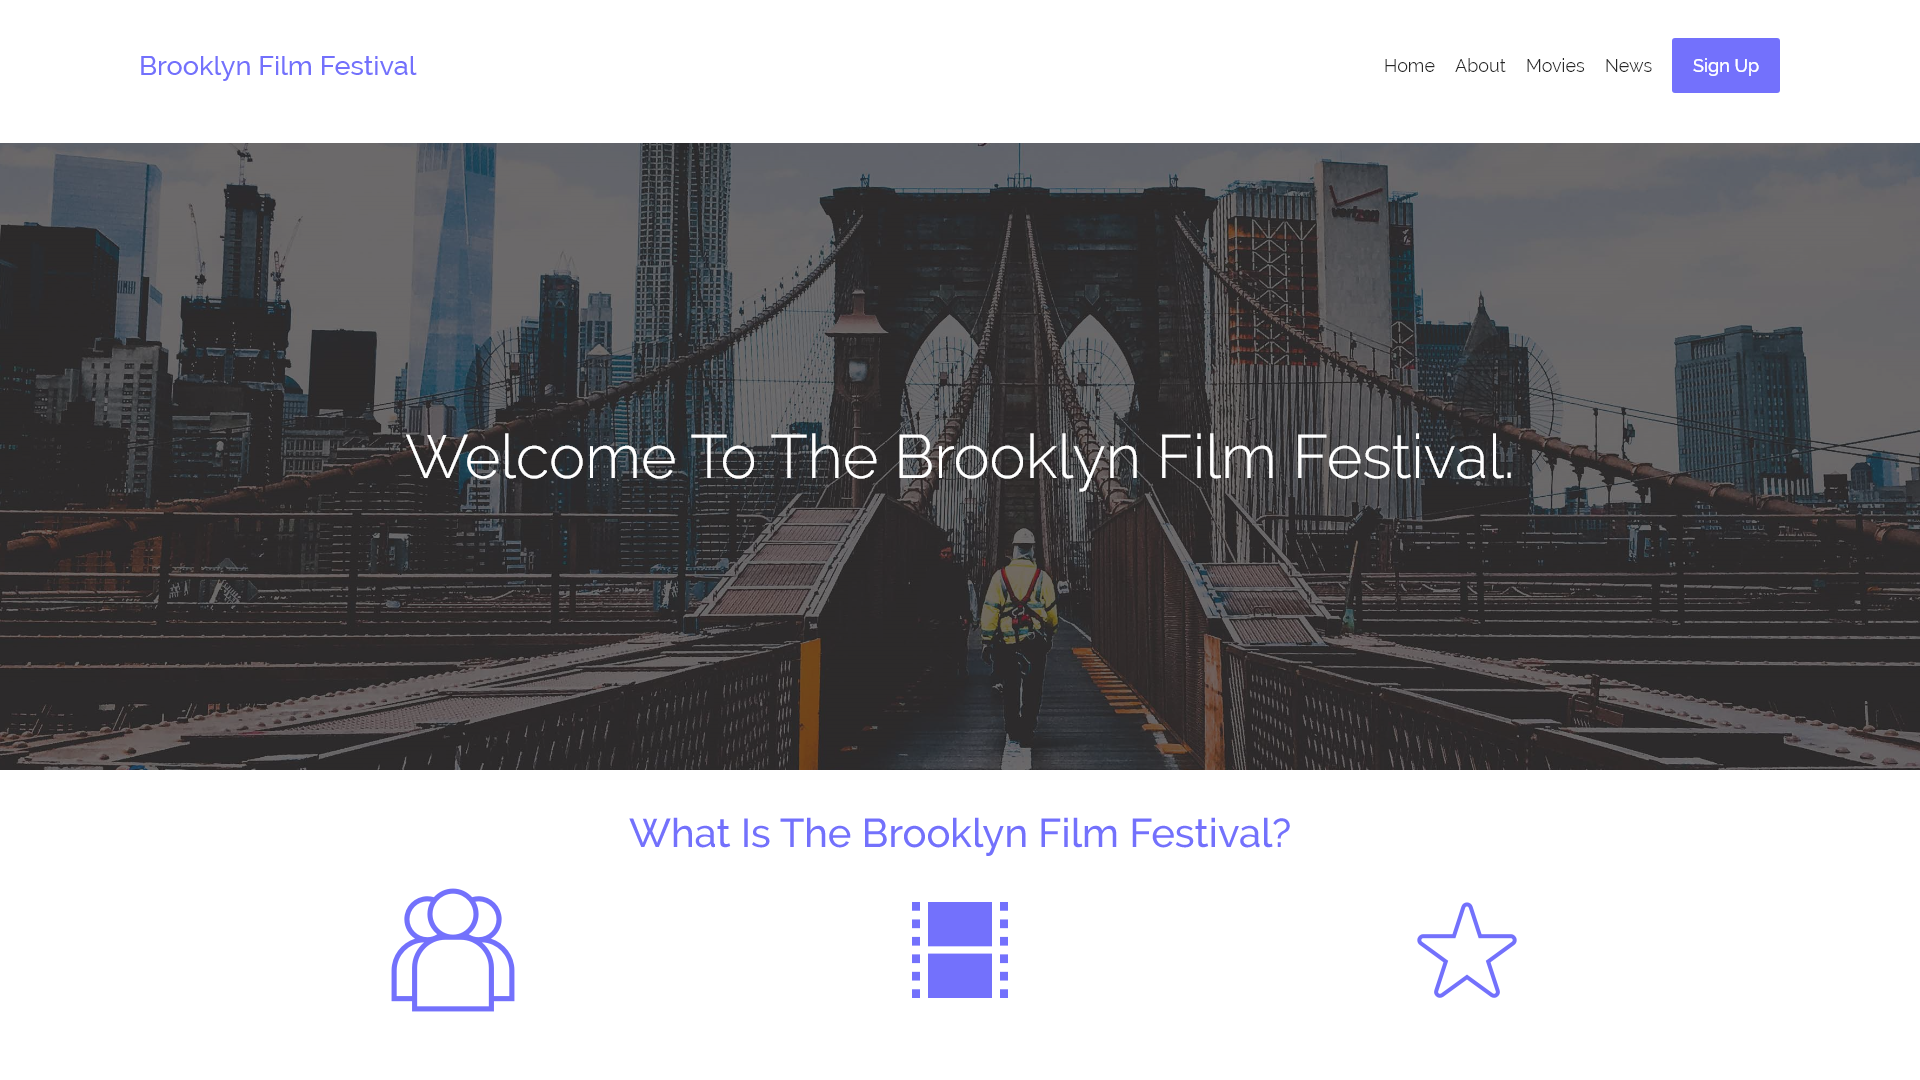 Brooklyn Film Festival
Home About Movies News Sign Up
verizon
Welcome To The Brooklyn Film Festival.
What Is The Brooklyn Film Festival?